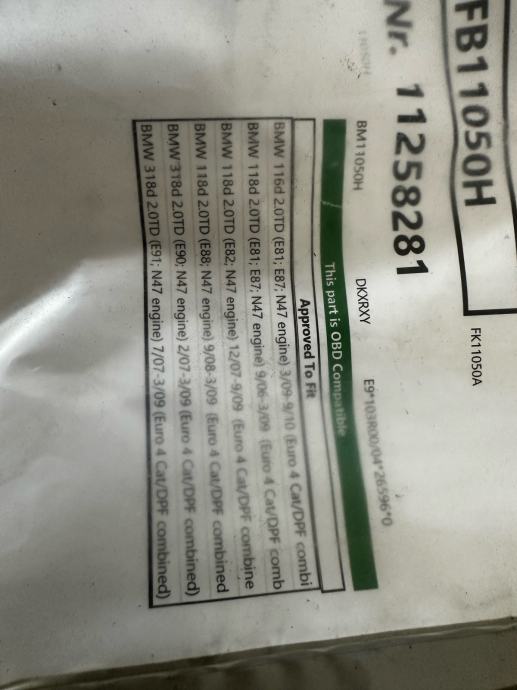 FB11050H
FK11050A
Nr. 11258281
E9*103R00/04*26596*0
BM11050H
DKXRXY
This part is OBD Compatible
Approved To Fit
BMW 116d 2.0TD (E81; E87; N47 engine) 3/09-9/10 (Euro 4 Cat/DPF combi
BMW 118d 2.0TD (E81; E87; N47 engine) 9/06-3/09 (Euro 4 Cat/DPF comb
BMW 118d 2.0TD (E82; N47 engine) 12/07-9/09 (Euro 4 Cat/DPF combine
BMW 118d 2.0TD (E88; N47 engine) 9/08-3/09 (Euro 4 Cat/DPF combined
BMW 318d 2.0TD (E90; N47 engine) 2/07-3/09 (Euro 4 Cat/DPF combined)
BMW 318d 2.0TD (E91; N47 engine) 7/07-3/09 (Euro 4 Cat/DPF combined)